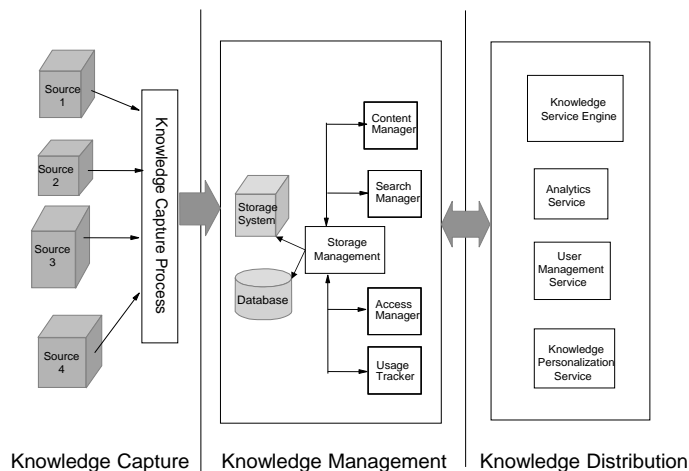 Source
1
Source
2
Source
3
Source
4
Knowledge Capture Process
Storage
System
Database
Storage
Management
Content
Manager
Search
Manager
Access
Manager
Usage
Tracker
Knowledge
Service Engine
Analytics
Service
User
Management
Service
Knowledge
Personalization
Service
Knowledge Capture
Knowledge Management
Knowledge Distribution